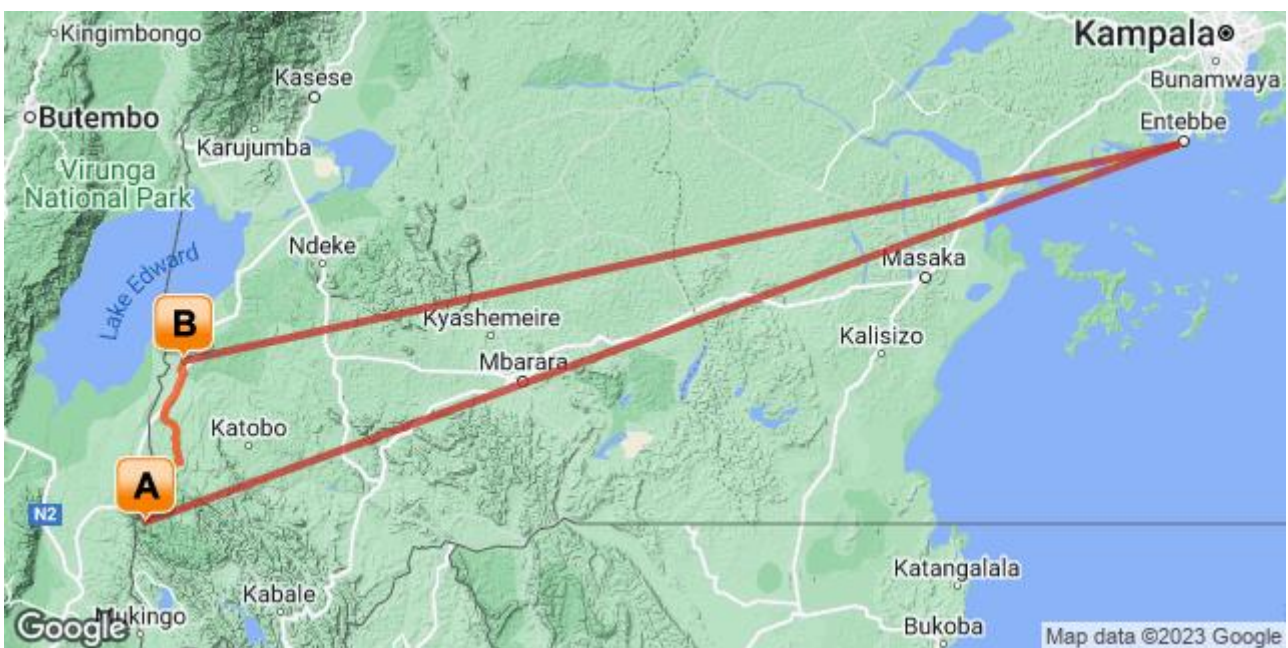 Kingimbongo
Kampala
Bunamwaya
Kasese
Butembo
Entebbe
Karujumba
Virunga
National Park
Ndeke
Masaka
Lake Edward
B
Kyashemeire
Kalisizo
Mbarara
Katobo
A
N2
Katangalala
Kabale
Mukingo
Bukoba
Google
Map data ©2023 Google